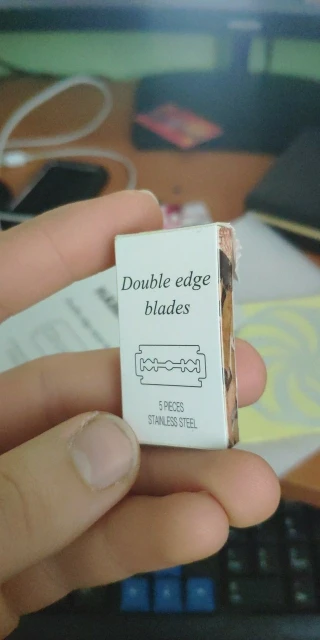 Double edge
blades
5 PIECES
STAINLESS STEEL